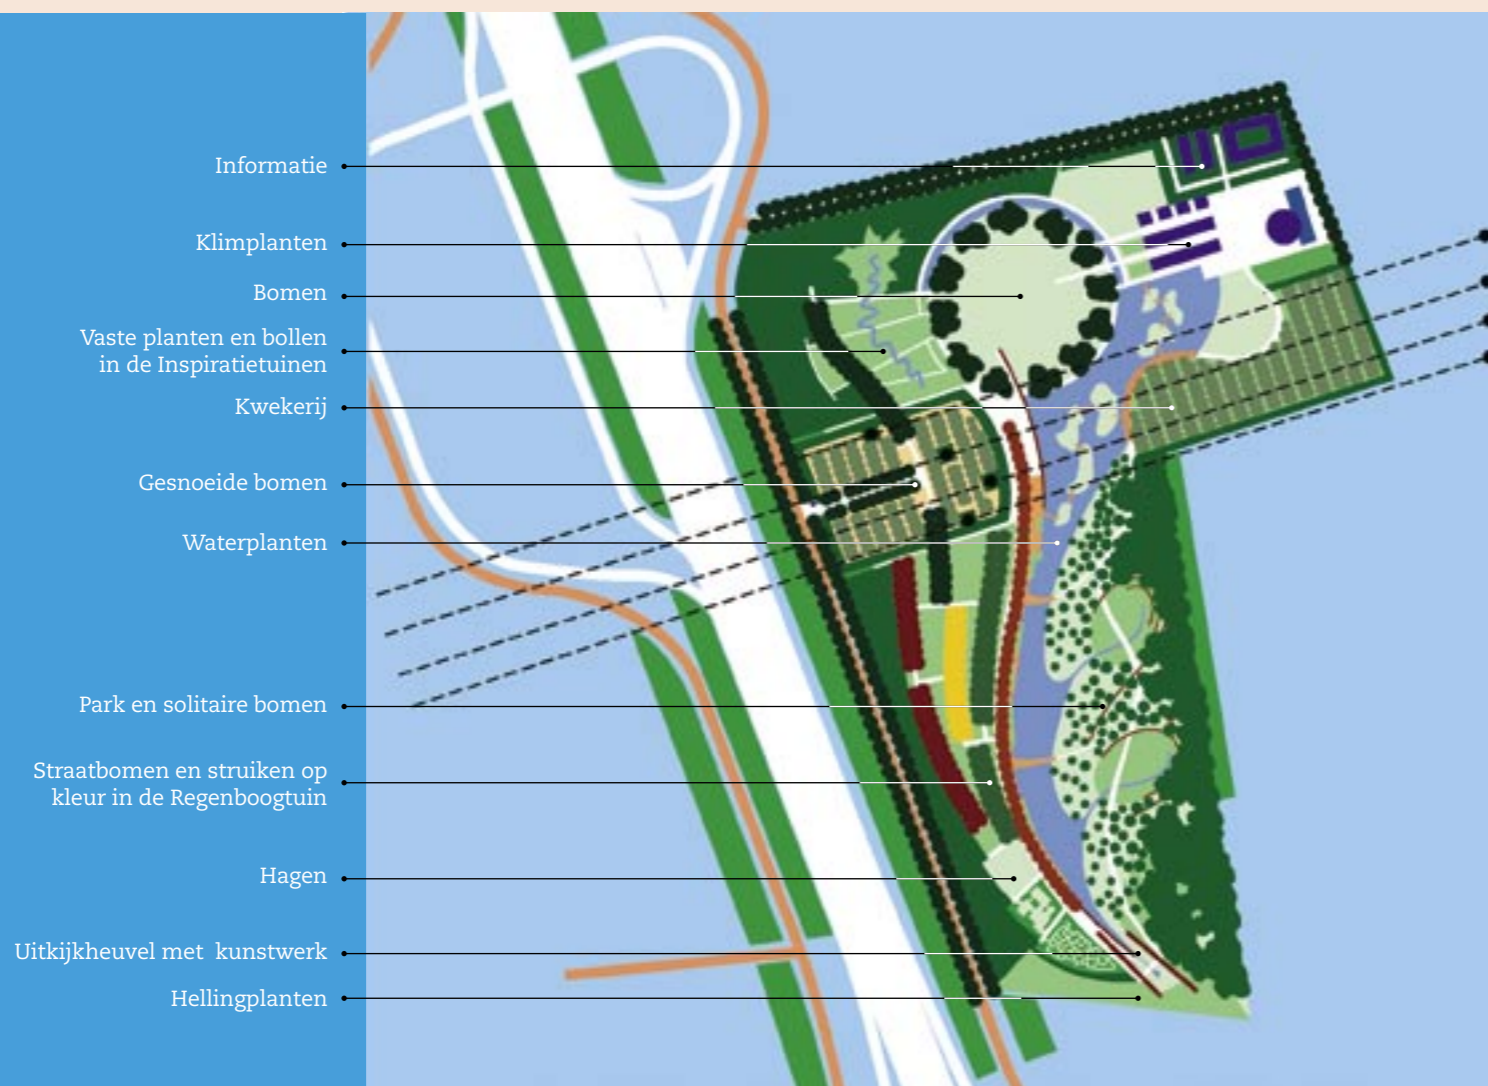 Informatie
Klimplanten
Bomen
Vaste planten en bollen
in de Inspiratietuinen
Kwekerij
Gesnoeide bomen
Waterplanten
Park en solitaire bomen
Straatbomen en struiken op
kleur in de Regenboogtuin
Hagen
Uitkijkheuvel met kunstwerk
Hellingplanten